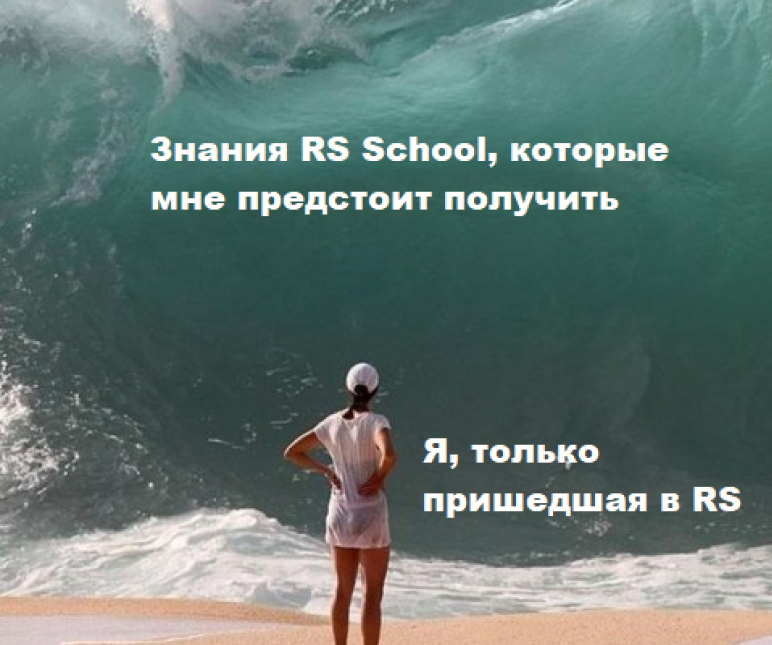 Знания RS School, которые
мне предстоит получить
Я, только
пришедшая в RS